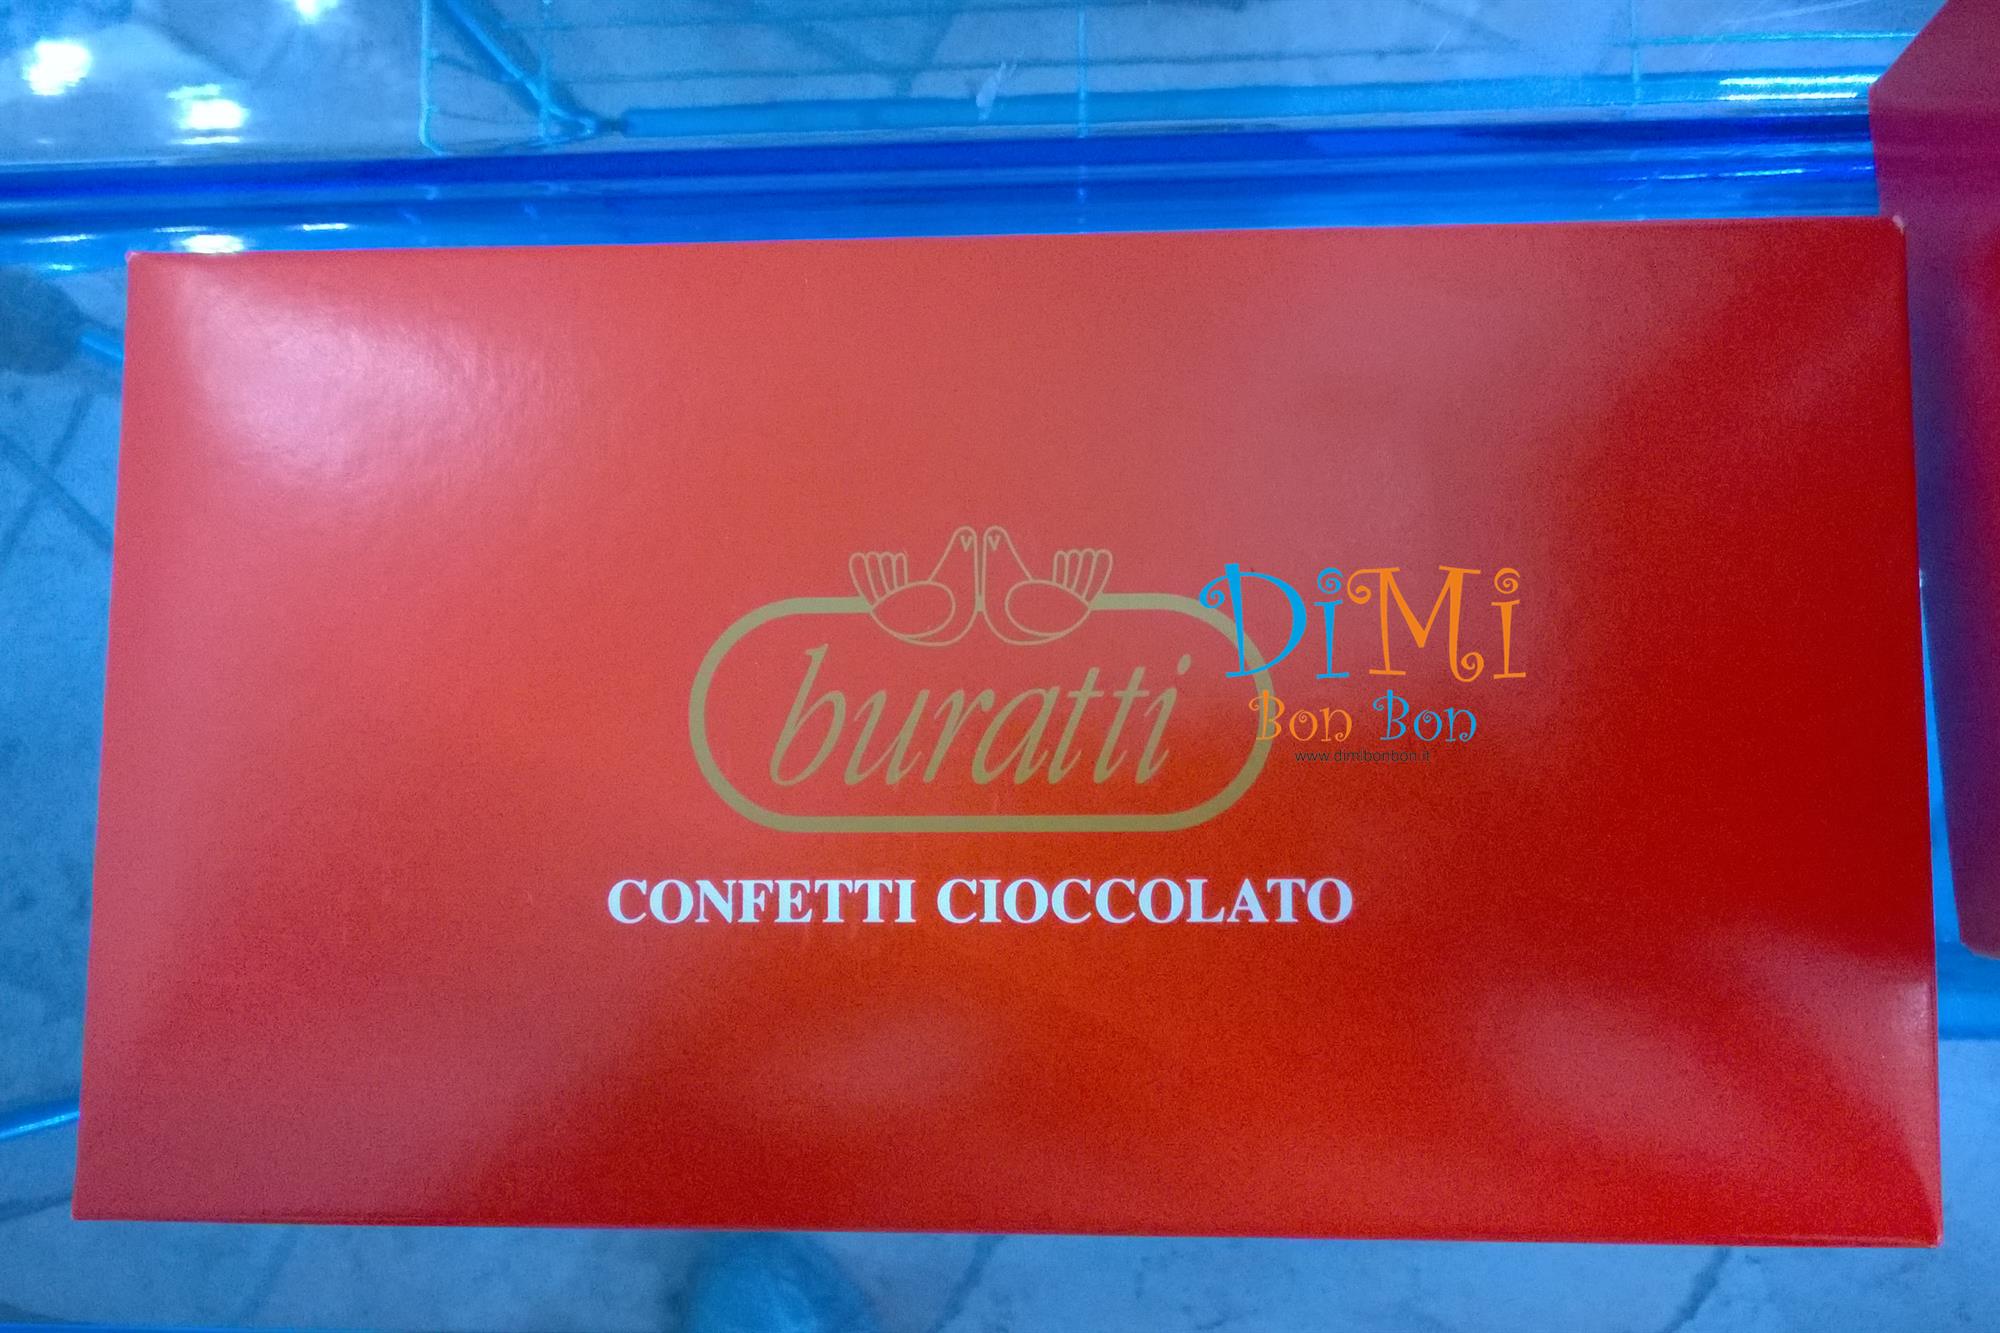 buratti
DiMi
Bon Bon
www.dimibonbon.it
CONFETTI CIOCCOLATO